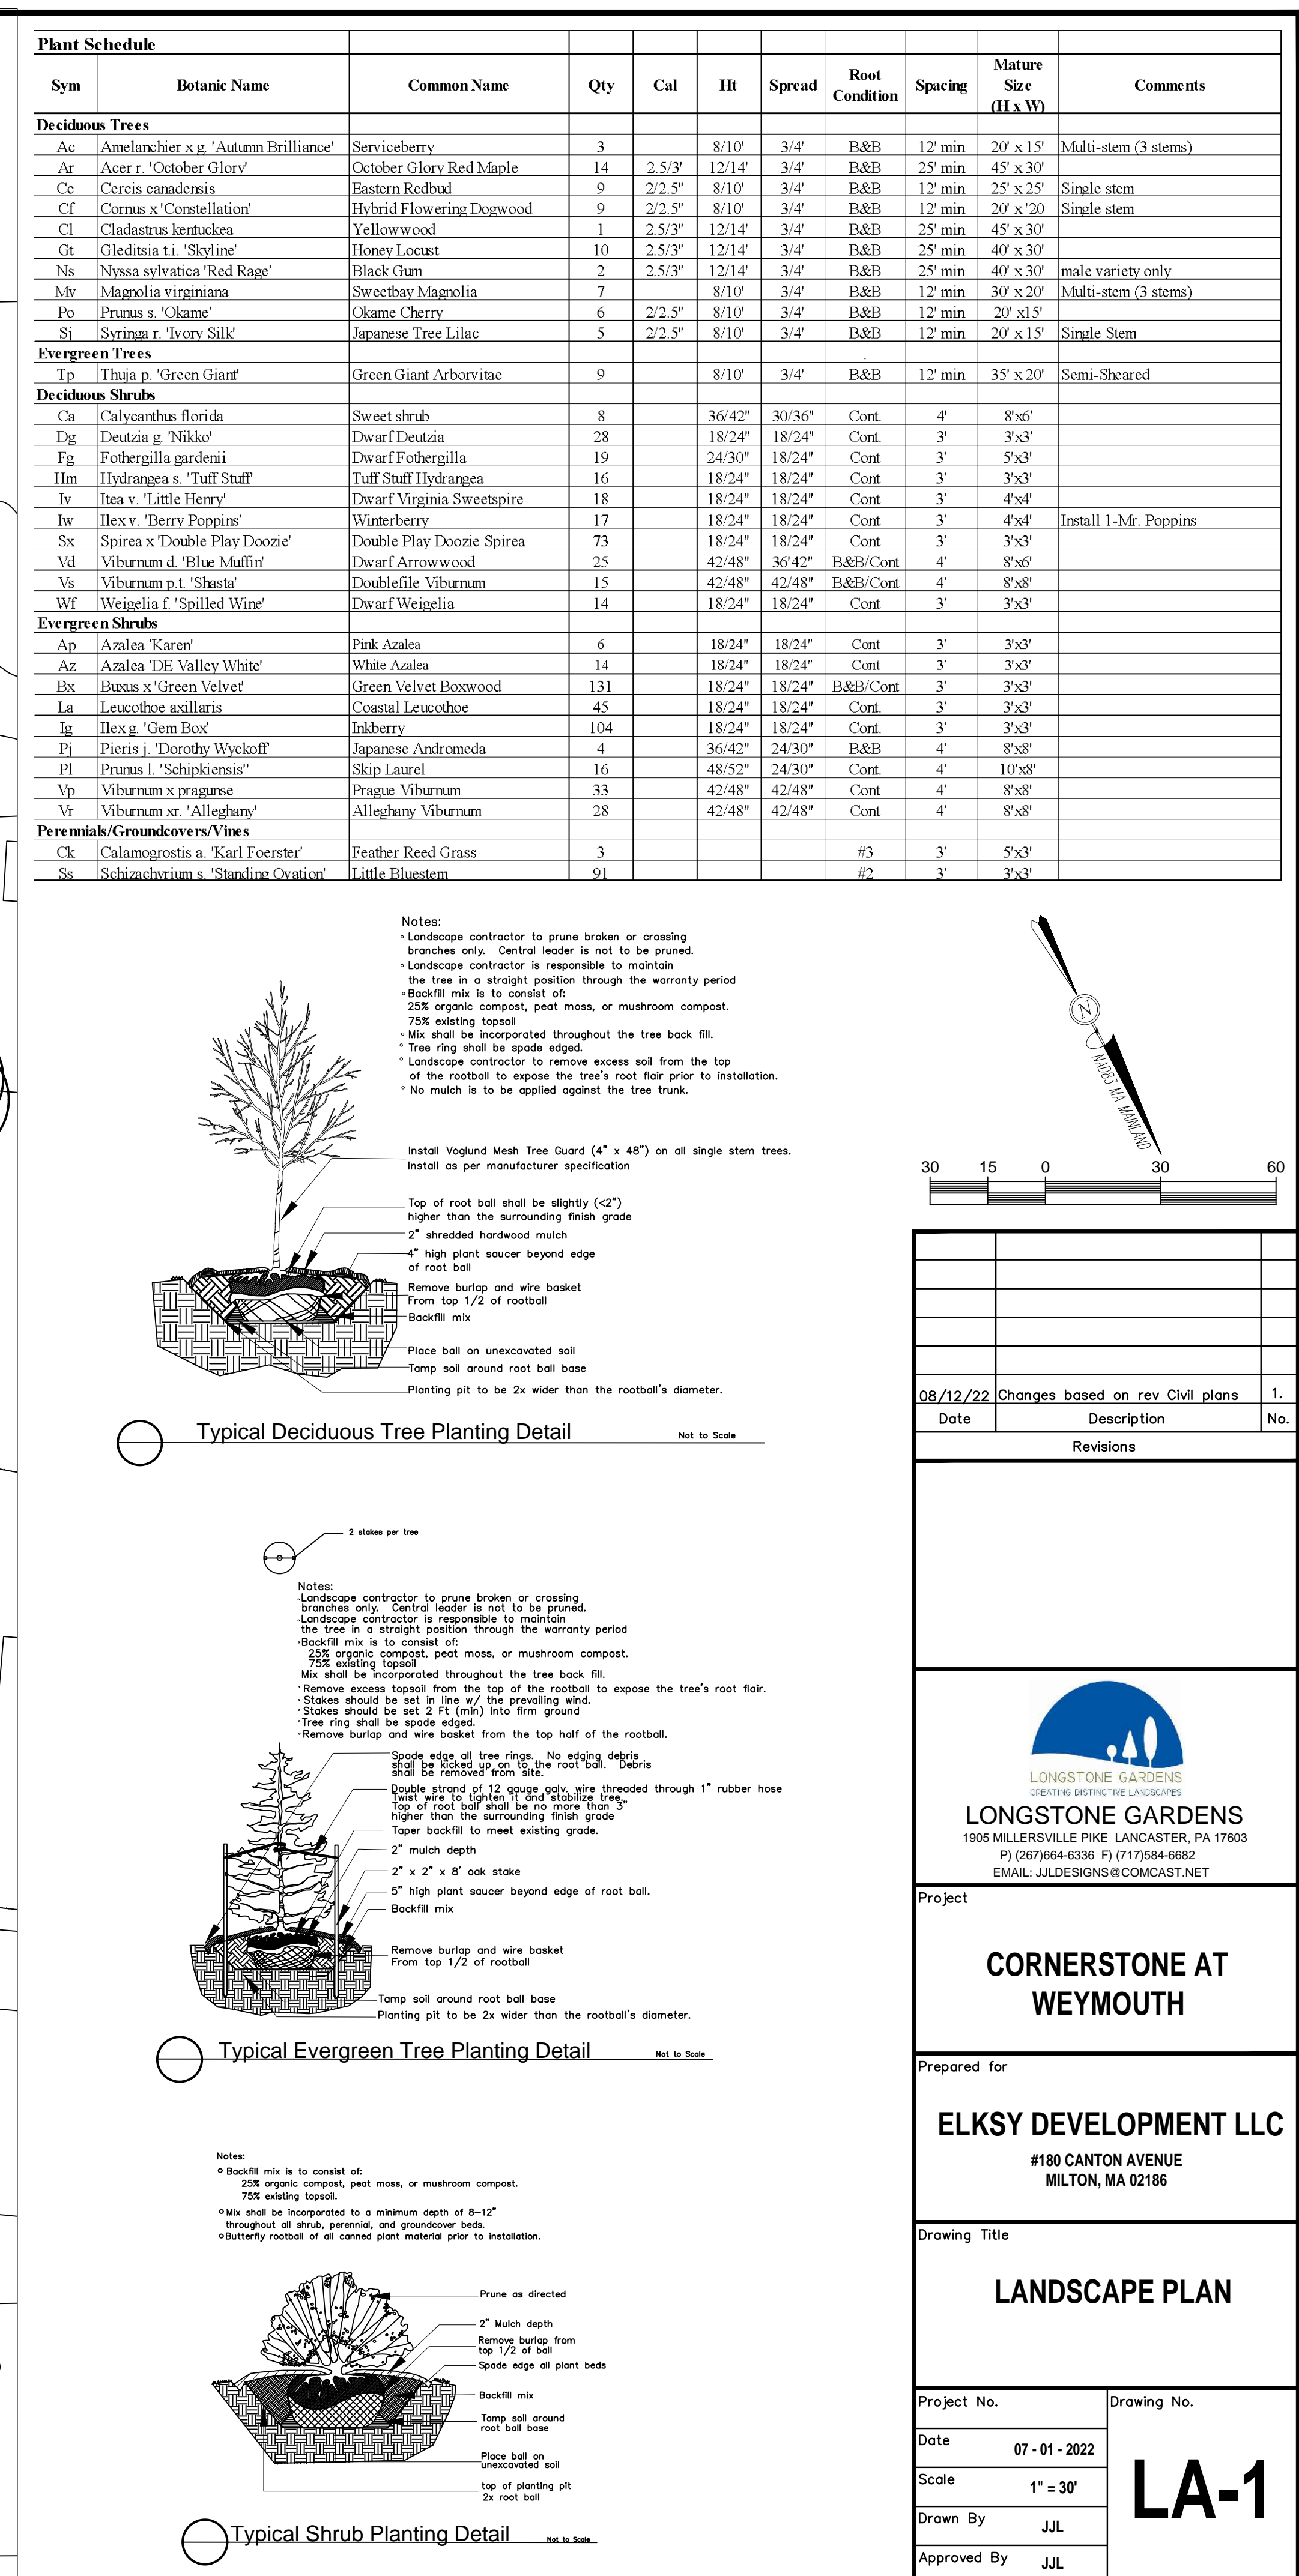 Plant Schedule
Sym Botanic Name Common Name Qty Cal Ht Spread Root Condition Spacing Mature Size (H x W) Comments
Deciduous Trees
Ac Amelanchier x g. 'Autumn Brilliance' Serviceberry 3 8/10' 3/4' B&B 12' min 20' x 15' Multi-stem (3 stems)
Ar Acer r. 'October Glory' October Glory Red Maple 14 2.5/3' 12/14' 3/4' B&B 25' min 45' x 30'
Cc Cercis canadensis Eastern Redbud 9 2/2.5" 8/10' 3/4' B&B 12' min 25' x 25' Single stem
Cf Cornus x 'Constellation' Hybrid Flowering Dogwood 9 2/2.5" 8/10' 3/4' B&B 12' min 20' x '20 Single stem
Cl Cladastrus kentuckea Yellowwood 1 2.5/3" 12/14' 3/4' B&B 25' min 45' x 30'
Gt Gleditsia t.i. 'Skyline' Honey Locust 10 2.5/3" 12/14' 3/4' B&B 25' min 40' x 30'
Ns Nyssa sylvatica 'Red Rage' Black Gum 2 2.5/3" 12/14' 3/4' B&B 25' min 40' x 30' male variety only
Mv Magnolia virginiana Sweetbay Magnolia 7 8/10' 3/4' B&B 12' min 30' x 20' Multi-stem (3 stems)
Po Prunus s. 'Okame' Okame Cherry 6 2/2.5" 8/10' 3/4' B&B 12' min 20' x15'
Sj Syringa r. 'Ivory Silk' Japanese Tree Lilac 5 2/2.5" 8/10' 3/4' B&B 12' min 20' x 15' Single Stem
Evergreen Trees
Tp Thuja p. 'Green Giant' Green Giant Arborvitae 9 8/10' 3/4' B&B 12' min 35' x 20' Semi-Sheared
Deciduous Shrubs
Ca Calycanthus florida Sweet shrub 8 36/42" 30/36" Cont. 4' 8'x6'
Dg Deutzia g. 'Nikko' Dwarf Deutzia 28 18/24" 18/24" Cont. 3' 3'x3'
Fg Fothergilla gardenii Dwarf Fothergilla 19 24/30" 18/24" Cont 3' 5'x3'
Hm Hydrangea s. 'Tuff Stuff' Tuff Stuff Hydrangea 16 18/24" 18/24" Cont 3' 3'x3'
Iv Itea v. 'Little Henry' Dwarf Virginia Sweetspire 18 18/24" 18/24" Cont 3' 4'x4'
Iw Ilex v. 'Berry Poppins' Winterberry 17 18/24" 18/24" Cont 3' 4'x4' Install 1-Mr. Poppins
Sx Spirea x 'Double Play Doozie' Double Play Doozie Spirea 73 18/24" 18/24" Cont 3' 3'x3'
Vd Viburnum d. 'Blue Muffin' Dwarf Arrowwood 25 42/48" 36'42" B&B/Cont 4' 8'x6'
Vs Viburnum p.t. 'Shasta' Doublefile Viburnum 15 42/48" 42/48" B&B/Cont 4' 8'x8'
Wf Weigelia f. 'Spilled Wine' Dwarf Weigelia 14 18/24" 18/24" Cont 3' 3'x3'
Evergreen Shrubs
Ap Azalea 'Karen' Pink Azalea 6 18/24" 18/24" Cont 3' 3'x3'
Az Azalea 'DE Valley White' White Azalea 14 18/24" 18/24" Cont 3' 3'x3'
Bx Buxus x 'Green Velvet' Green Velvet Boxwood 131 18/24" 18/24" B&B/Cont 3' 3'x3'
La Leucothoe axillaris Coastal Leucothoe 45 18/24" 18/24" Cont. 3' 3'x3'
Ig Ilex g. 'Gem Box' Inkberry 104 18/24" 18/24" Cont. 3' 3'x3'
Pj Pieris j. 'Dorothy Wyckoff' Japanese Andromeda 4 36/42" 24/30" B&B 4' 8'x8'
Pl Prunus l. 'Schipkiensis'' Skip Laurel 16 48/52" 24/30" Cont. 4' 10'x8'
Vp Viburnum x pragunse Prague Viburnum 33 42/48" 42/48" Cont 4' 8'x8'
Vr Viburnum xr. 'Alleghany' Alleghany Viburnum 28 42/48" 42/48" Cont 4' 8'x8'
Perennials/Groundcovers/Vines
Ck Calamogrostis a. 'Karl Foerster' Feather Reed Grass 3 #3 3' 5'x3'
Ss Schizachyrium s. 'Standing Ovation' Little Bluestem 91 #2 3' 3'x3'
Notes:
° Landscape contractor to prune broken or crossing
branches only. Central leader is not to be pruned.
° Landscape contractor is responsible to maintain
the tree in a straight position through the warranty period
° Backfill mix is to consist of:
25% organic compost, peat moss, or mushroom compost.
75% existing topsoil
° Mix shall be incorporated throughout the tree back fill.
° Tree ring shall be spade edged.
° Landscape contractor to remove excess soil from the top
of the rootball to expose the tree's root flair prior to installation.
° No mulch is to be applied against the tree trunk.
Install Voglund Mesh Tree Guard (4" x 48") on all single stem trees.
Install as per manufacturer specification
Top of root ball shall be slightly (<2")
higher than the surrounding finish grade
2" shredded hardwood mulch
4" high plant saucer beyond edge
of root ball
Remove burlap and wire basket
From top 1/2 of rootball
Backfill mix
Place ball on unexcavated soil
Tamp soil around root ball base
Planting pit to be 2x wider than the rootball's diameter.
Typical Deciduous Tree Planting Detail Not to Scale
N
NAD83 MA MAINLAND
30 15 0 30 60
08/12/22 Changes based on rev Civil plans 1.
Date Description No.
Revisions
2 stakes per tree
Notes:
·Landscape contractor to prune broken or crossing
branches only. Central leader is not to be pruned.
·Landscape contractor is responsible to maintain
the tree in a straight position through the warranty period
·Backfill mix is to consist of:
25% organic compost, peat moss, or mushroom compost.
75% existing topsoil
Mix shall be incorporated throughout the tree back fill.
· Remove excess topsoil from the top of the rootball to expose the tree's root flair.
· Stakes should be set in line w/ the prevailing wind.
· Stakes should be set 2 Ft (min) into firm ground
·Tree ring shall be spade edged.
·Remove burlap and wire basket from the top half of the rootball.
Spade edge all tree rings. No edging debris
shall be kicked up on to the root ball. Debris
shall be removed from site.
Double strand of 12 gauge galv. wire threaded through 1" rubber hose
Twist wire to tighten it and stabilize tree.
Top of root ball shall be no more than 3"
higher than the surrounding finish grade
Taper backfill to meet existing grade.
2" mulch depth
2" x 2" x 8' oak stake
5" high plant saucer beyond edge of root ball.
Backfill mix
Remove burlap and wire basket
From top 1/2 of rootball
Tamp soil around root ball base
Planting pit to be 2x wider than the rootball's diameter.
Typical Evergreen Tree Planting Detail Not to Scale
Notes:
° Backfill mix is to consist of:
25% organic compost, peat moss, or mushroom compost.
75% existing topsoil.
° Mix shall be incorporated to a minimum depth of 8-12"
throughout all shrub, perennial, and groundcover beds.
° Butterfly rootball of all canned plant material prior to installation.
Prune as directed
2" Mulch depth
Remove burlap from
top 1/2 of ball
Spade edge all plant beds
Backfill mix
Tamp soil around
root ball base
Place ball on
unexcavated soil
top of planting pit
2x root ball
Typical Shrub Planting Detail Not to Scale
LONGSTONE GARDENS
CREATING DISTINCTIVE LANDSCAPES
LONGSTONE GARDENS
1905 MILLERSVILLE PIKE LANCASTER, PA 17603
P) (267)664-6336 F) (717)584-6682
EMAIL: JJLDESIGNS@COMCAST.NET
Project
CORNERSTONE AT
WEYMOUTH
Prepared for
ELKSY DEVELOPMENT LLC
#180 CANTON AVENUE
MILTON, MA 02186
Drawing Title
LANDSCAPE PLAN
Project No.
Drawing No.
Date 07 - 01 - 2022
Scale 1" = 30'
LA-1
Drawn By JJL
Approved By JJL